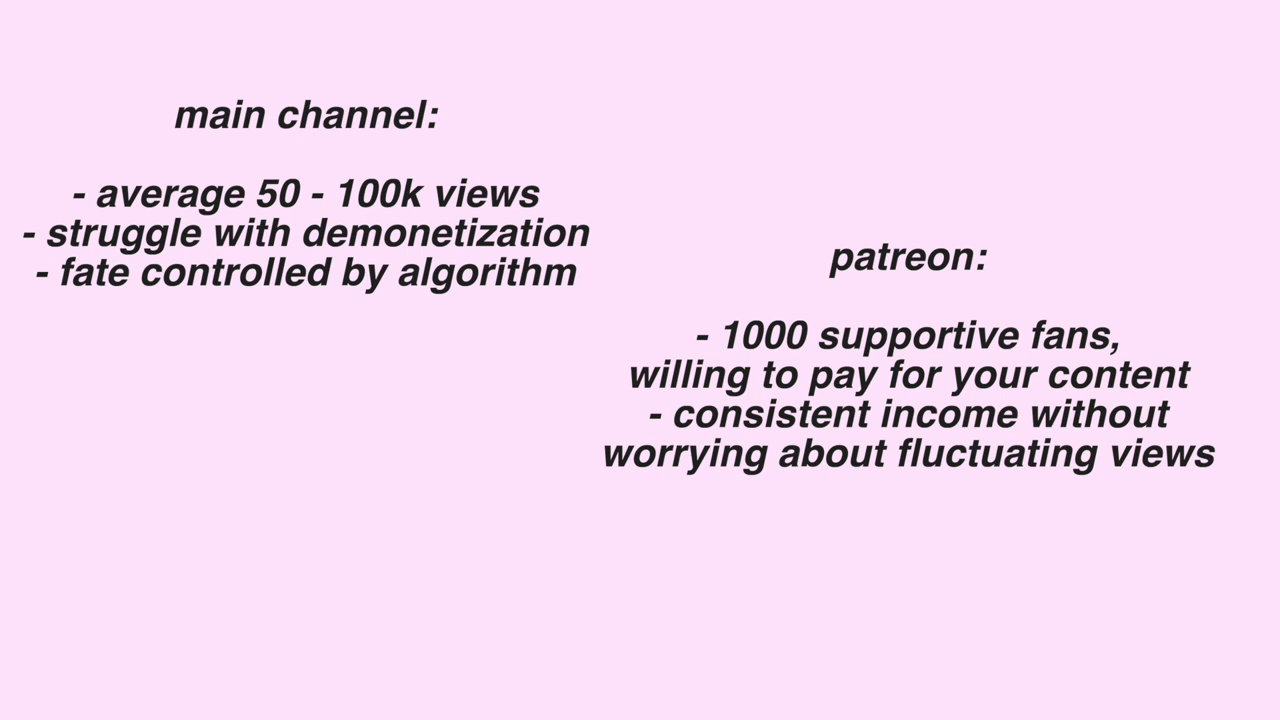 main channel:
- average 50 - 100k views
- struggle with demonetization
- fate controlled by algorithm
patreon:
- 1000 supportive fans,
willing to pay for your content
- consistent income without
worrying about fluctuating views